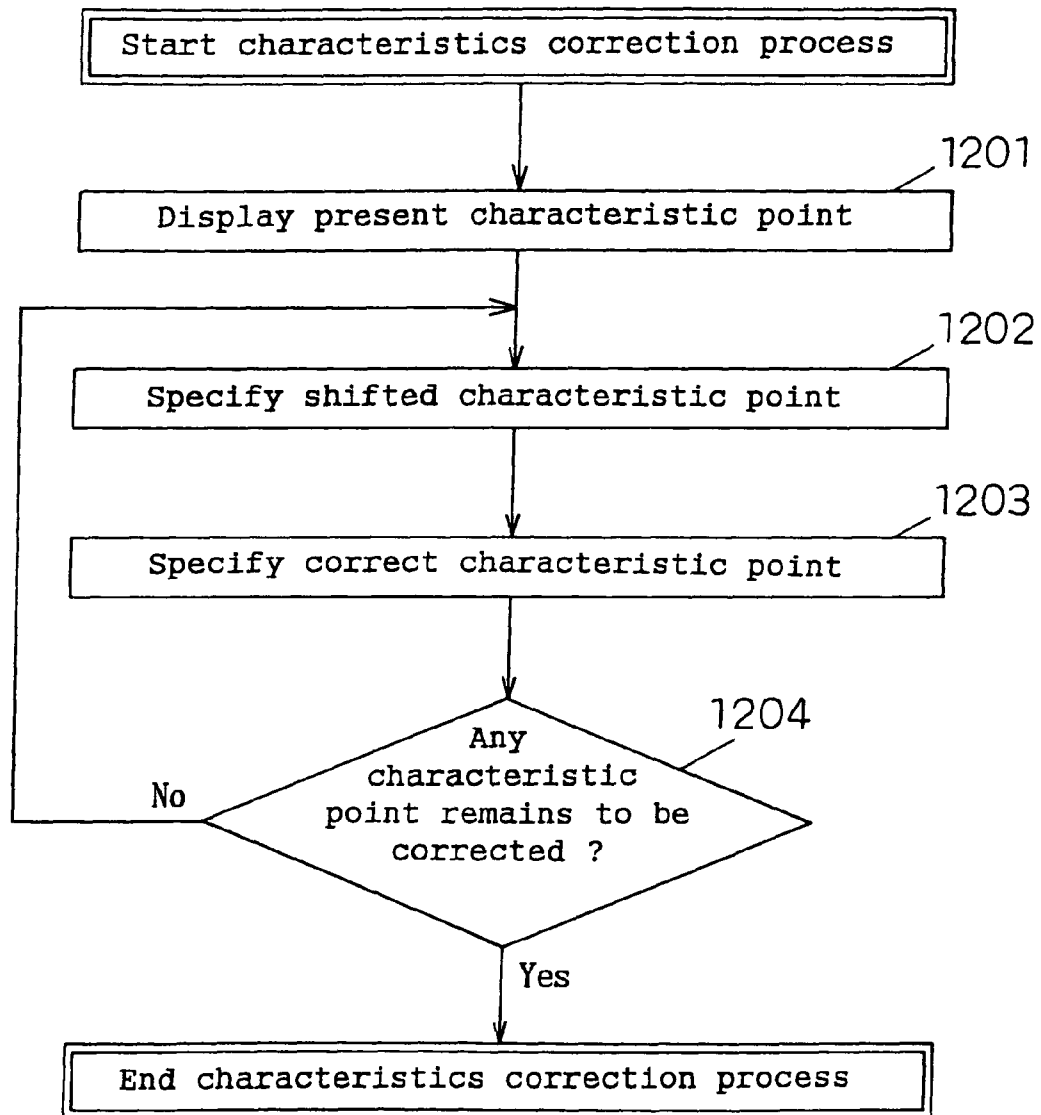 Start characteristics correction process
1201
Display present characteristic point
1202
Specify shifted characteristic point
1203
Specify correct characteristic point
1204
Any
characteristic
point remains to be
corrected ?
No
Yes
End characteristics correction process